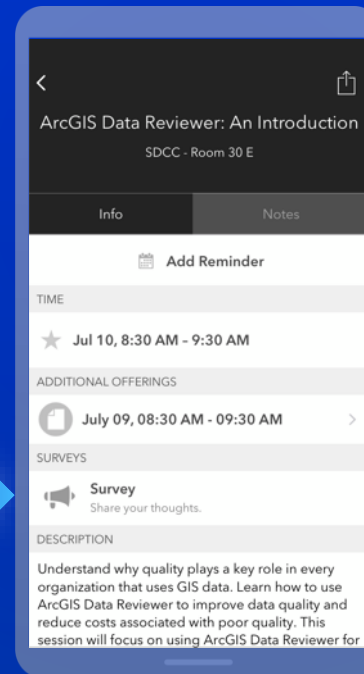 ArcGIS Data Reviewer: An Introduction
SDCC - Room 30 E
Info
Notes
Add Reminder
TIME
Jul 10, 8:30 AM – 9:30 AM
ADDITIONAL OFFERINGS
July 09, 08:30 AM - 09:30 AM
SURVEYS
Survey
Share your thoughts.
DESCRIPTION
Understand why quality plays a key role in every
organization that uses GIS data. Learn how to use
ArcGIS Data Reviewer to improve data quality and
reduce costs associated with poor quality. This
session will focus on using ArcGIS Data Reviewer for